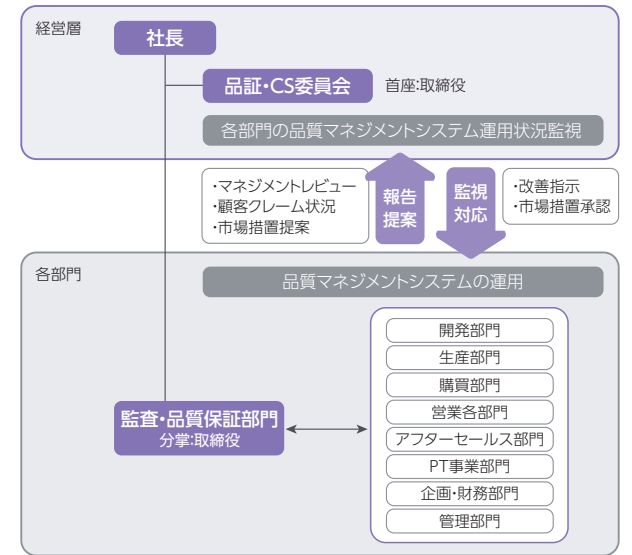 経営層
社長
品証・CS委員会
首座:取締役
各部門の品質マネジメントシステム運用状況監視
・マネジメントレビュー
・顧客クレーム状況
・市場措置提案
報告
提案
監視
対応
・改善指示
・市場措置承認
各部門
品質マネジメントシステムの運用
開発部門
生産部門
購買部門
営業各部門
アフターセールス部門
PT事業部門
企画・財務部門
管理部門
監査・品質保証部門
分掌:取締役